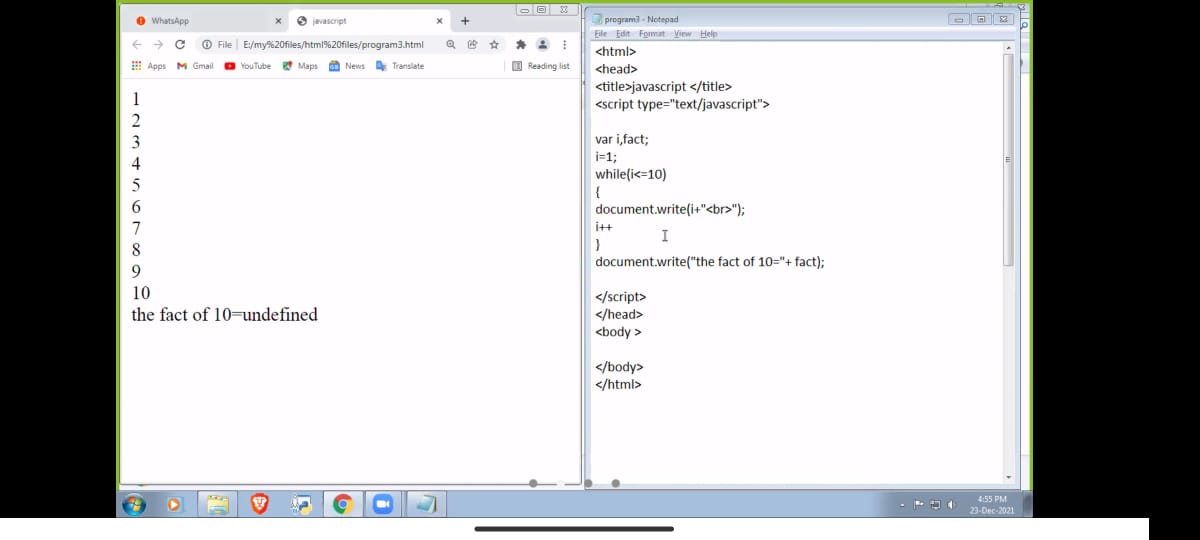 WhatsApp
javascript
File | E:/my%20files/html%20files/program3.html
Apps Gmail YouTube Maps News Translate Reading list
1
2
3
4
5
6
7
8
9
10
the fact of 10=undefined
program3 - Notepad
File Edit Format View Help
<html>
<head>
<title>javascript </title>
<script type="text/javascript">
var i,fact;
i=1;
while(i<=10)
{
document.write(i+"<br>");
i++
}
document.write("the fact of 10="+ fact);
</script>
</head>
<body >
</body>
</html>
4:55 PM
23-Dec-2021